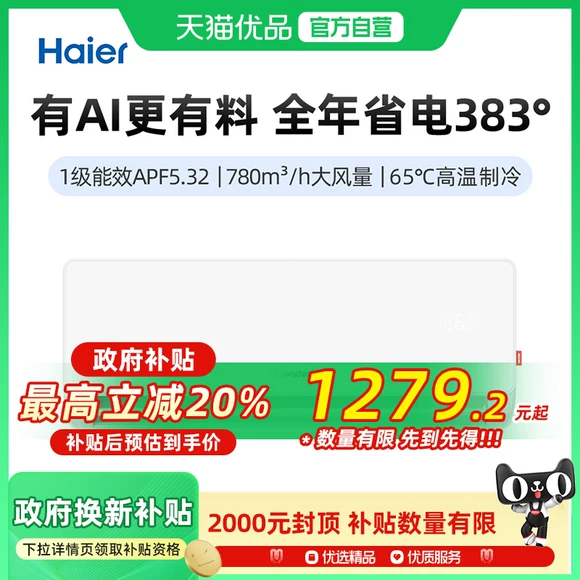 天猫优品 官方自营
Haier
有AI更有料 全年省电383°
1级能效APF5.32 | 780m³/h大风量 | 65℃高温制冷
26
Leader
政府补贴
最高立减20%
补贴后预估到手价
1279.2元起
*数量有限 先到先得!!!
政府换新补贴
下拉详情页领取补贴资格
2000元封顶 补贴数量有限
优选精品 优质服务